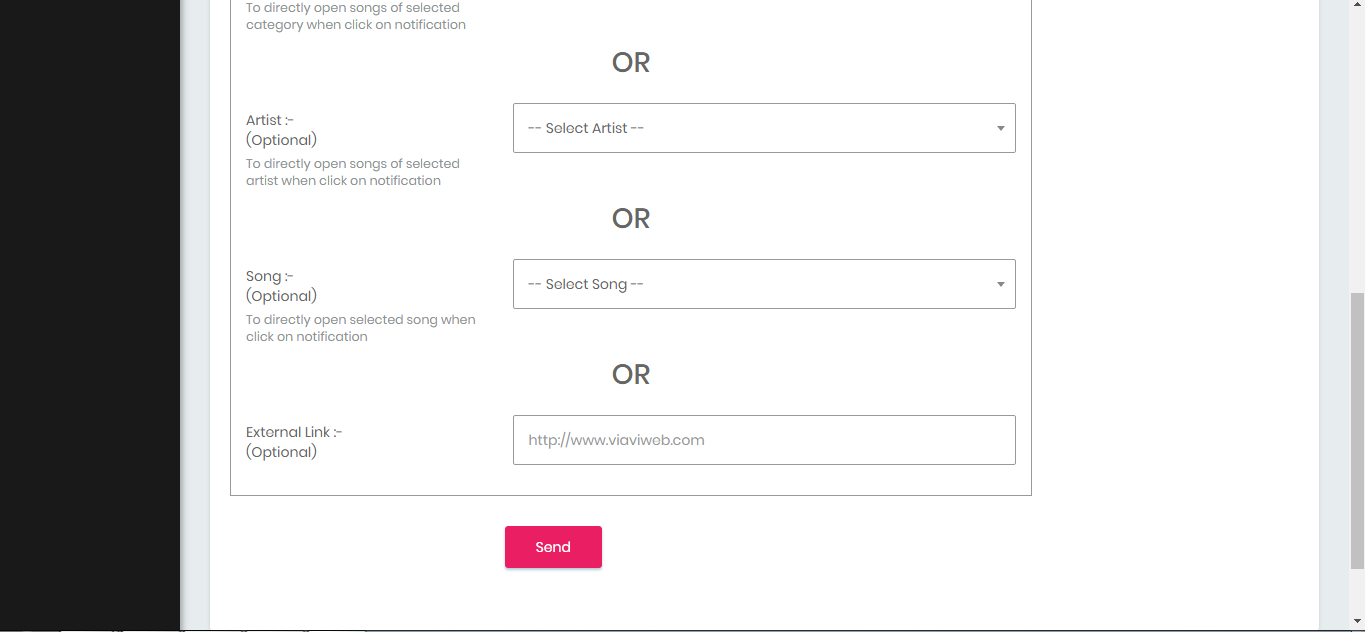 To directly open songs of selected
category when click on notification
OR
Artist :-
(Optional)
To directly open songs of selected
artist when click on notification
-- Select Artist --
OR
Song :-
(Optional)
To directly open selected song when
click on notification
-- Select Song --
OR
External Link :-
(Optional)
http://www.viaviweb.com
Send